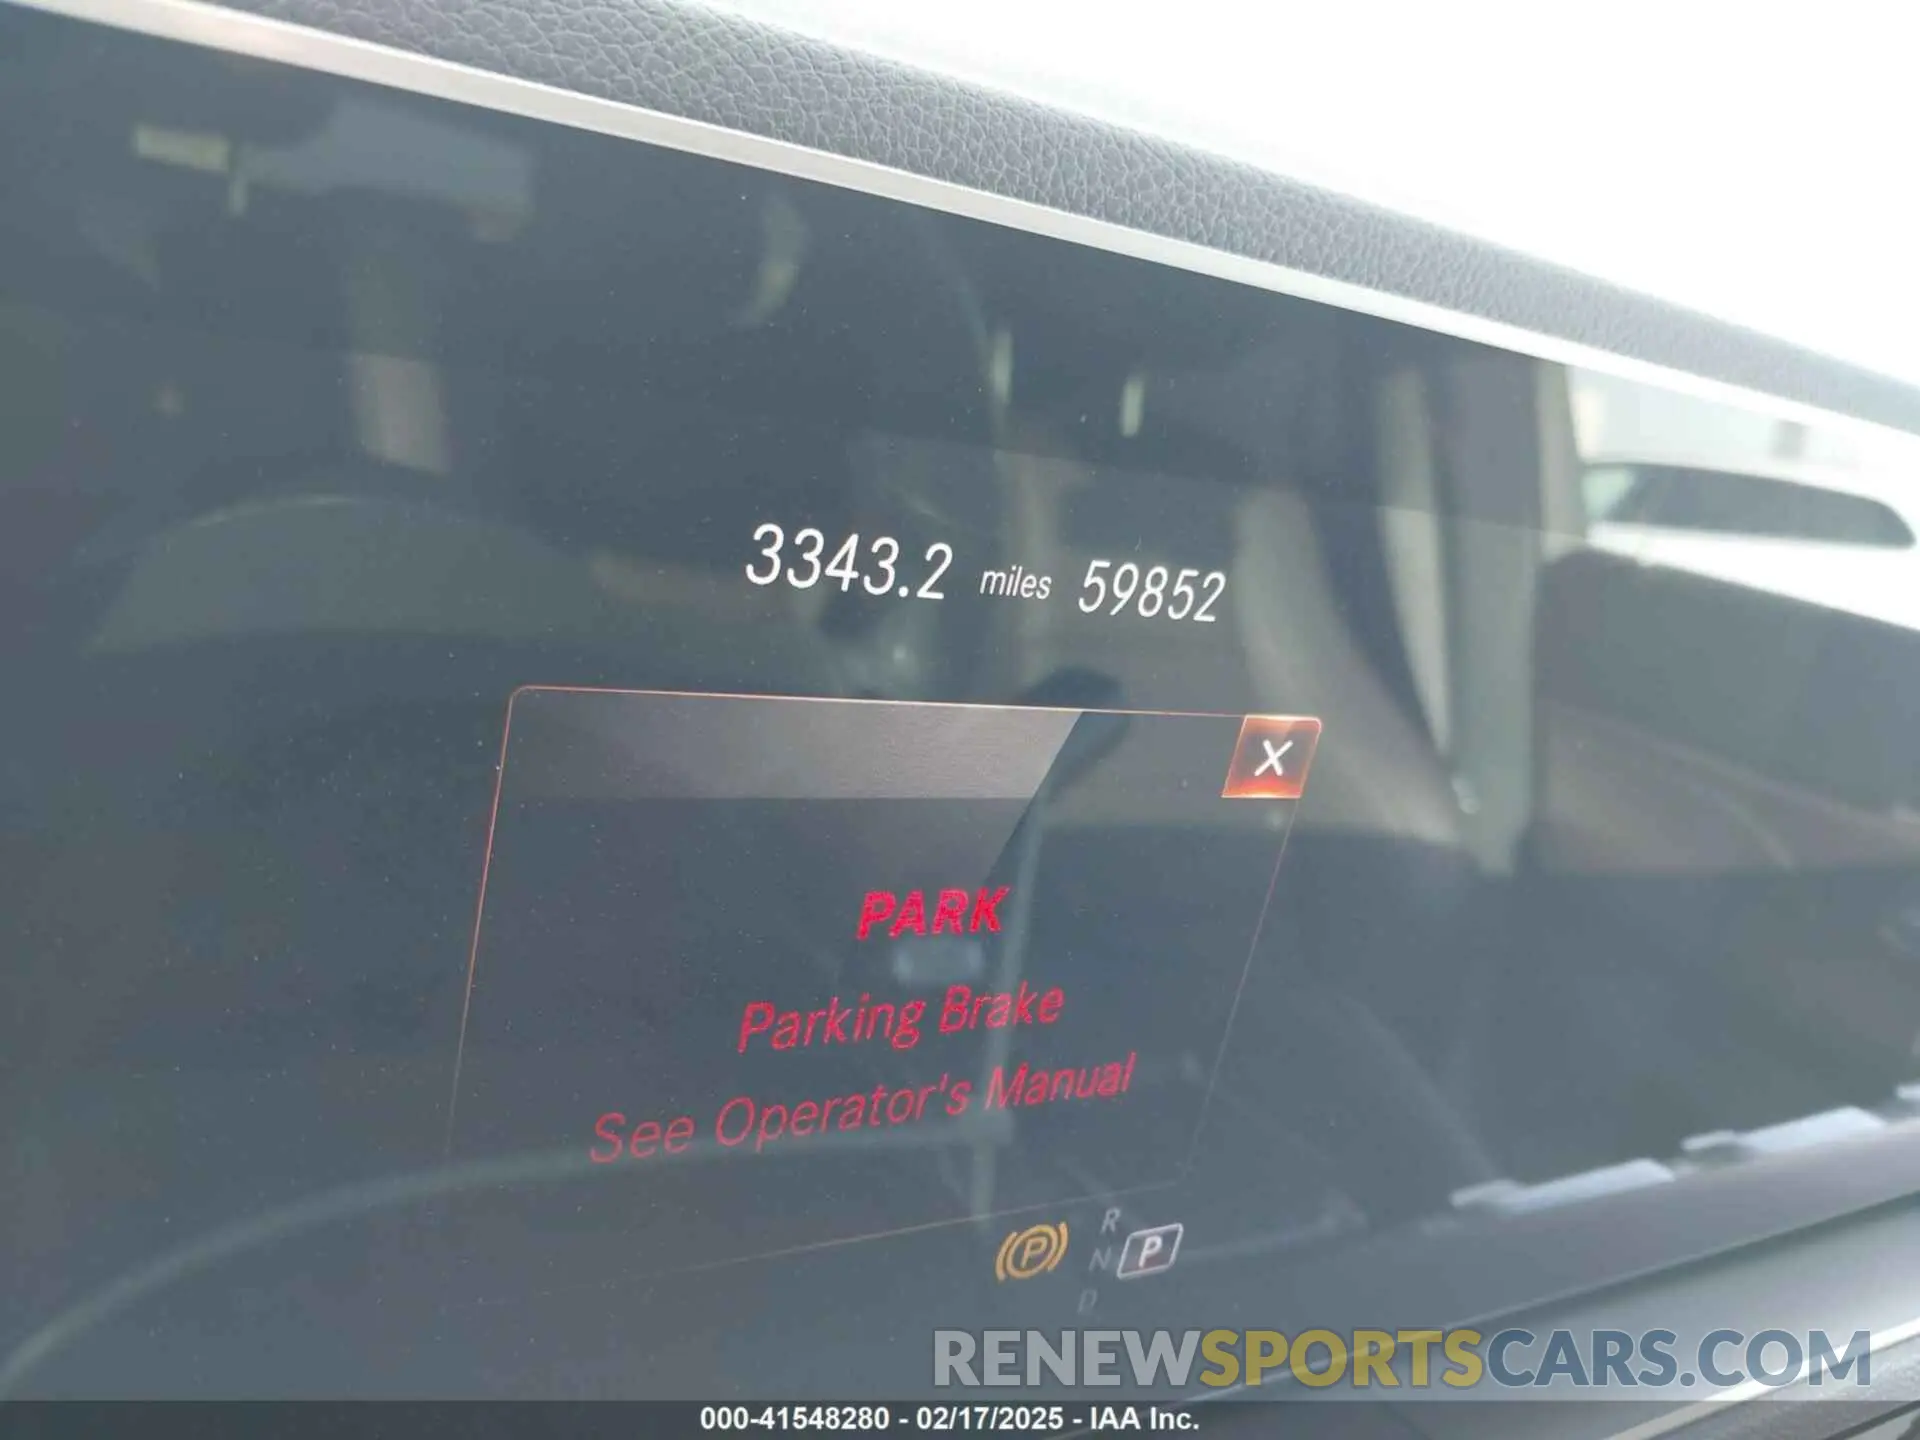 3343.2 miles 59852
X
PARK
Parking Brake
See Operator's Manual
R
P N P
D
RENEWSPORTSCARS.COM
000-41548280 - 02/17/2025 - IAA Inc.